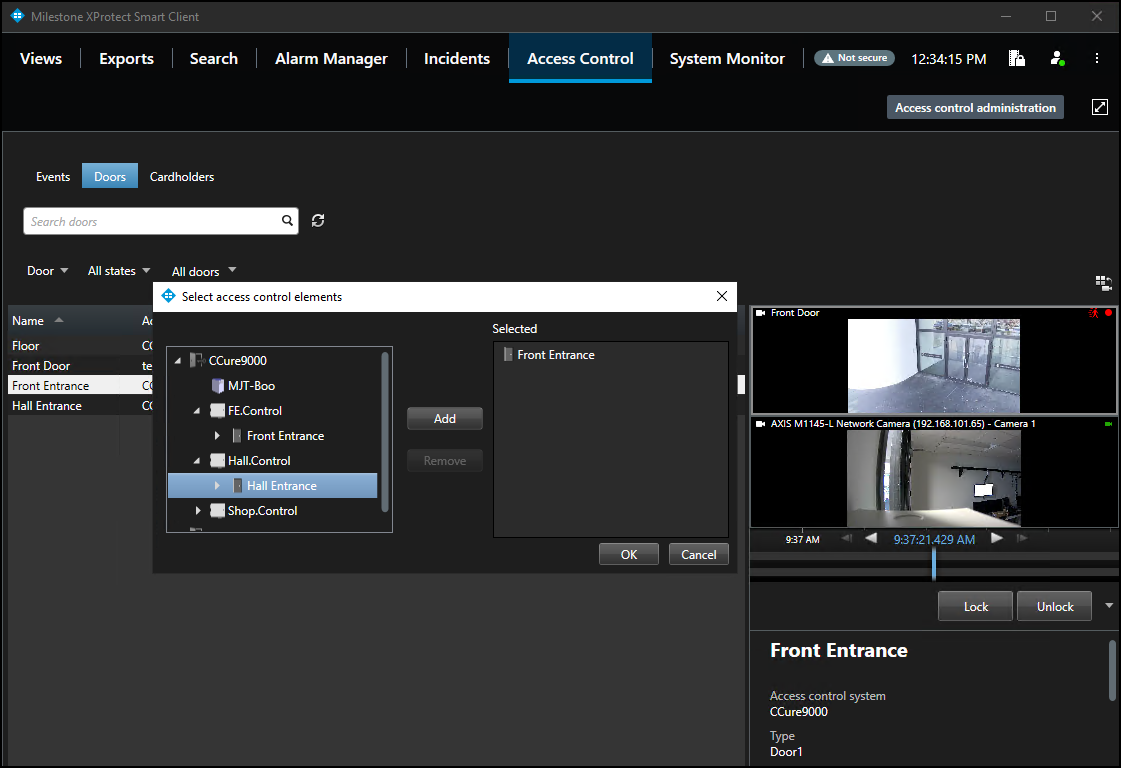 Milestone XProtect Smart Client
Views Exports Search Alarm Manager Incidents Access Control System Monitor Not secure 12:34:15 PM
Access control administration
Events Doors Cardholders
Search doors
Door All states All doors
Select access control elements
Name
Floor
Front Door
Front Entrance
Hall Entrance
CCure9000
MJT-Boo
FE.Control
Front Entrance
Hall.Control
Hall Entrance
Shop.Control
Add
Remove
Selected
Front Entrance
OK Cancel
Front Door
AXIS M1145-L Network Camera (192.168.101.65) - Camera 1
9:37 AM 9:37:21.429 AM
Lock Unlock
Front Entrance
Access control system
CCure9000
Type
Door1